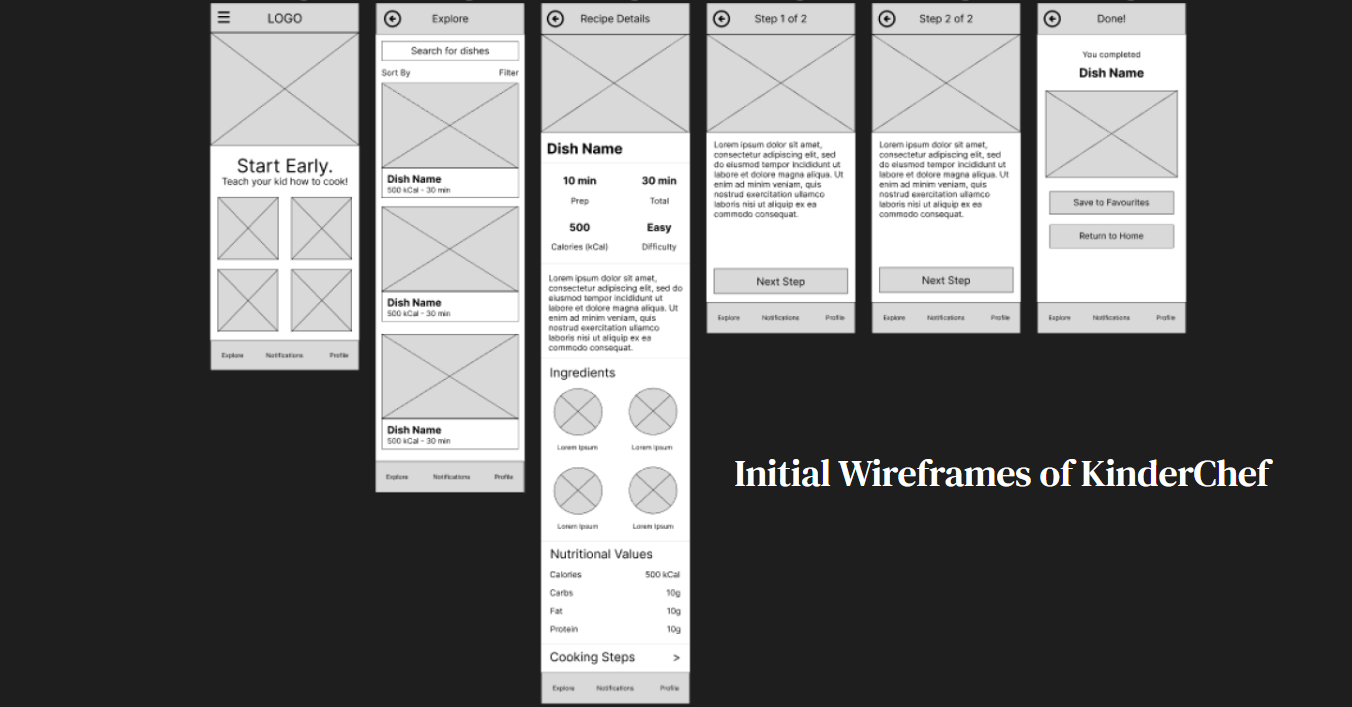 LOGO
Start Early.
Teach your kid how to cook!
Explore Notifications Profile
Explore
Search for dishes
Sort By Filter
Dish Name
500 kCal - 30 min
Dish Name
500 kCal - 30 min
Dish Name
500 kCal - 30 min
Explore Notifications Profile
Recipe Details
Dish Name
10 min 30 min
Prep Total
500 Easy
Calories (kCal) Difficulty
Lorem ipsum dolor sit amet,
consectetur adipiscing elit, sed do
eiusmod tempor incididunt ut
labore et dolore magna aliqua. Ut
enim ad minim veniam, quis
nostrud exercitation ullamco
laboris nisi ut aliquip ex ea
commodo consequat.
Ingredients
Lorem Ipsum Lorem Ipsum
Lorem Ipsum Lorem Ipsum
Nutritional Values
Calories 500 kCal
Carbs 10g
Fat 10g
Protein 10g
Cooking Steps >
Explore Notifications Profile
Step 1 of 2
Lorem ipsum dolor sit amet,
consectetur adipiscing elit, sed
do eiusmod tempor incididunt ut
labore et dolore magna aliqua.
Ut enim ad minim veniam, quis
nostrud exercitation ullamco
laboris nisi ut aliquip ex ea
commodo consequat.
Next Step
Explore Notifications Profile
Step 2 of 2
Lorem ipsum dolor sit amet,
consectetur adipiscing elit, sed
do eiusmod tempor incididunt ut
labore et dolore magna aliqua.
Ut enim ad minim veniam, quis
nostrud exercitation ullamco
laboris nisi ut aliquip ex ea
commodo consequat.
Next Step
Explore Notifications Profile
Done!
You completed
Dish Name
Save to Favourites
Return to Home
Explore Notifications Profile
Initial Wireframes of KinderChef